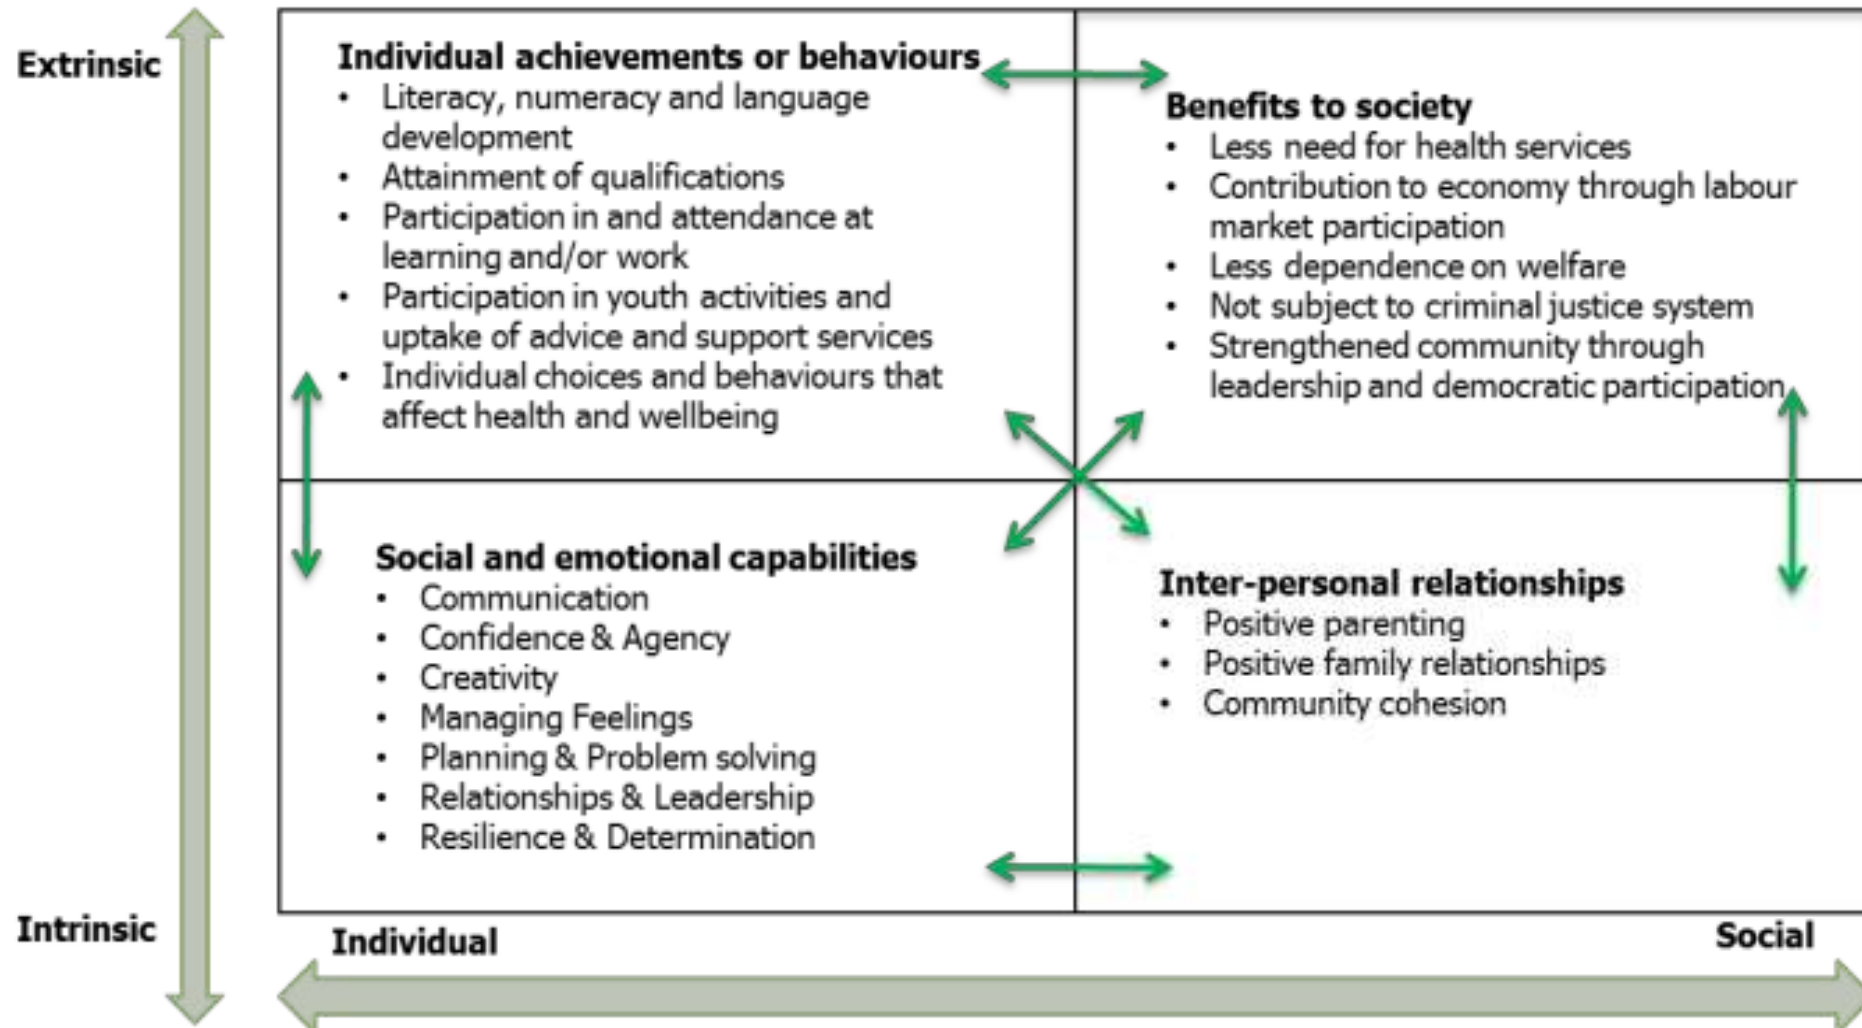 Extrinsic
Individual achievements or behaviours
• Literacy, numeracy and language
development
• Attainment of qualifications
• Participation in and attendance at
learning and/or work
• Participation in youth activities and
uptake of advice and support services
• Individual choices and behaviours that
affect health and wellbeing
Benefits to society
• Less need for health services
• Contribution to economy through labour
market participation
• Less dependence on welfare
• Not subject to criminal justice system
• Strengthened community through
leadership and democratic participation
Social and emotional capabilities
• Communication
• Confidence & Agency
• Creativity
• Managing Feelings
• Planning & Problem solving
• Relationships & Leadership
• Resilience & Determination
Inter-personal relationships
• Positive parenting
• Positive family relationships
• Community cohesion
Intrinsic
Individual
Social